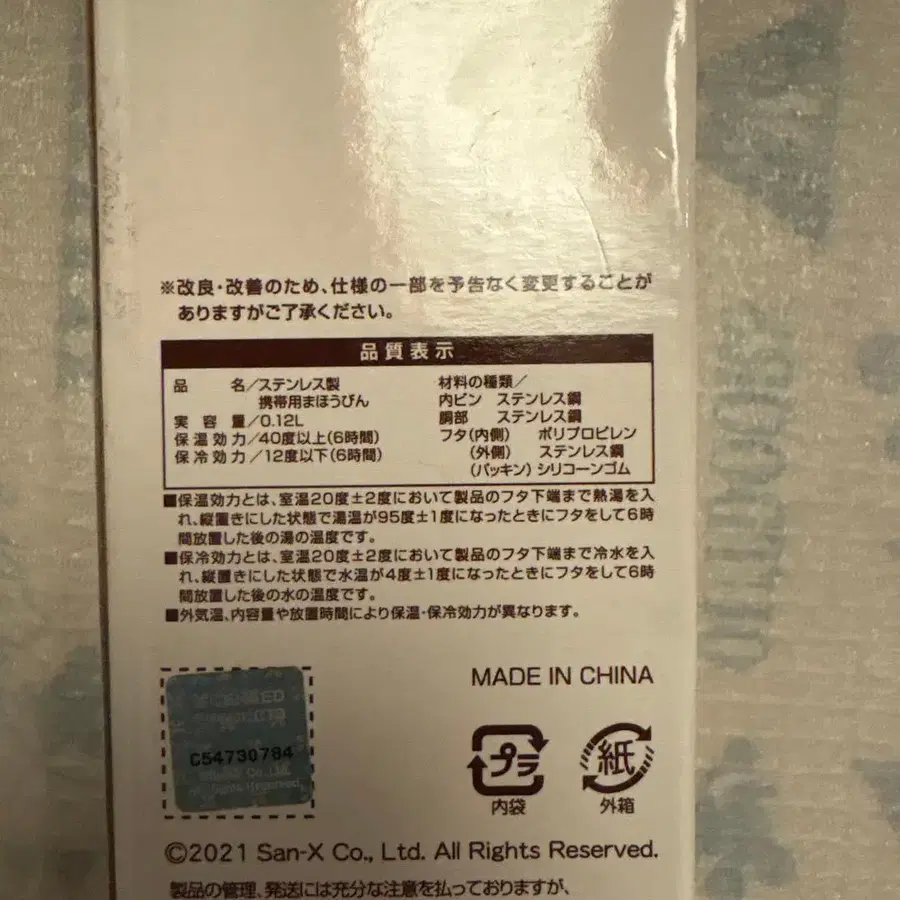 ※改良・改善のため、仕様の一部を予告なく変更することが
ありますがご了承ください。
品質表示
品　　名／ステンレス製
携帯用まほうびん
実　容　量／0.12L
保温効力／40度以上(6時間)
保冷効力／12度以下(6時間)
材料の種類／
内ビン　ステンレス鋼
胴部　ステンレス鋼
フタ(内側)　ポリプロピレン
(外側)　ステンレス鋼
(パッキン)シリコーンゴム
■保温効力とは、室温20度±2度において製品のフタ下端まで熱湯を入
れ、縦置きにした状態で湯温が95度±1度になったときにフタをして6時
間放置した後の湯の温度です。
■保冷効力とは、室温20度±2度において製品のフタ下端まで冷水を入
れ、縦置きにした状態で水温が4度±1度になったときにフタをして6時
間放置した後の水の温度です。
■外気温、内容量や放置時間により保温・保冷効力が異なります。
MADE IN CHINA
LICENSED
C54730784
Rights Reserved.
プラ
内袋
紙
外箱
©2021 San-X Co., Ltd. All Rights Reserved.
製品の管理、発送には充分な注意を払っておりますが、